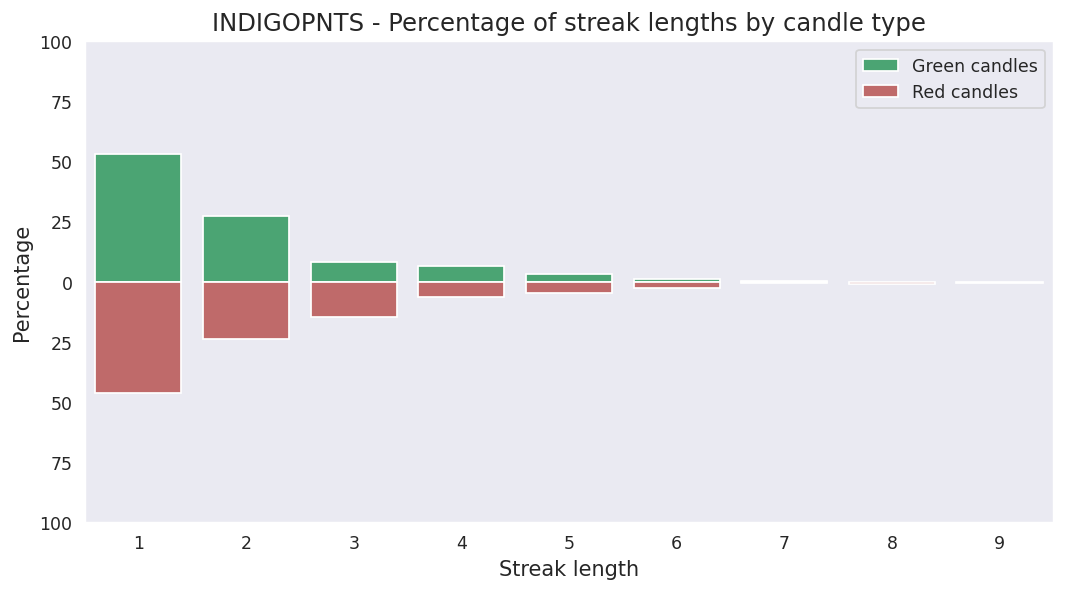 INDIGOPNTS - Percentage of streak lengths by candle type
Green candles
Red candles
Percentage
100
75
50
25
0
25
50
75
100
1 2 3 4 5 6 7 8 9
Streak length